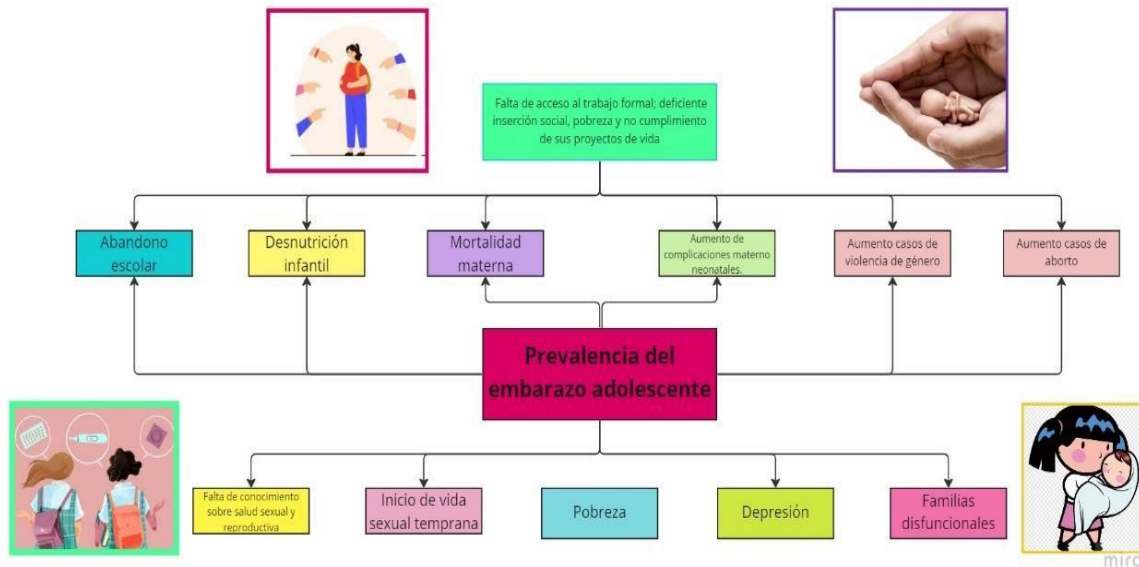 Falta de acceso al trabajo formal; deficiente
inserción social, pobreza y no cumplimiento
de sus proyectos de vida
Abandono
escolar
Desnutrición
infantil
Mortalidad
materna
Aumento de
complicaciones materno
neonatales.
Aumento casos de
violencia de género
Aumento casos de
aborto
Prevalencia del
embarazo adolescente
Falta de conocimiento
sobre salud sexual y
reproductiva
Inicio de vida
sexual temprana
Pobreza
Depresión
Familias
disfuncionales
miro